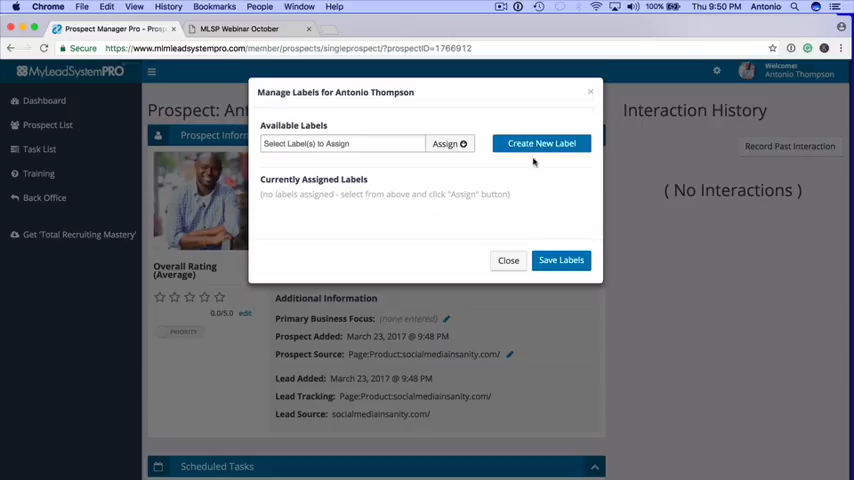 Chrome File Edit View History Bookmarks People Window Help 100% Thu 9:50 PM Antonio
Prospect Manager Pro - Prosp × MLSP Webinar October ×
Secure https://www.mlmleadsystempro.com/member/prospects/singleprospect/?prospectID=1766912
MyLeadSystemPRO Welcome:
Antonio Thompson
Dashboard
Prospect List
Task List
Training
Back Office
Get 'Total Recruiting Mastery'
Prospect: An
Prospect Inform
Overall Rating
(Average)
0.0/5.0 edit
PRIORITY
Manage Labels for Antonio Thompson ×
Available Labels
Select Label(s) to Assign Assign Create New Label
Currently Assigned Labels
(no labels assigned - select from above and click "Assign" button)
Close Save Labels
Additional Information
Primary Business Focus: (none entered)
Prospect Added: March 23, 2017 @ 9:48 PM
Prospect Source: Page:Product:socialmediainsanity.com/
Lead Added: March 23, 2017 @ 9:48 PM
Lead Tracking: Page:Product:socialmediainsanity.com/
Lead Source: socialmediainsanity.com/
Scheduled Tasks
Interaction History
Record Past Interaction
( No Interactions )